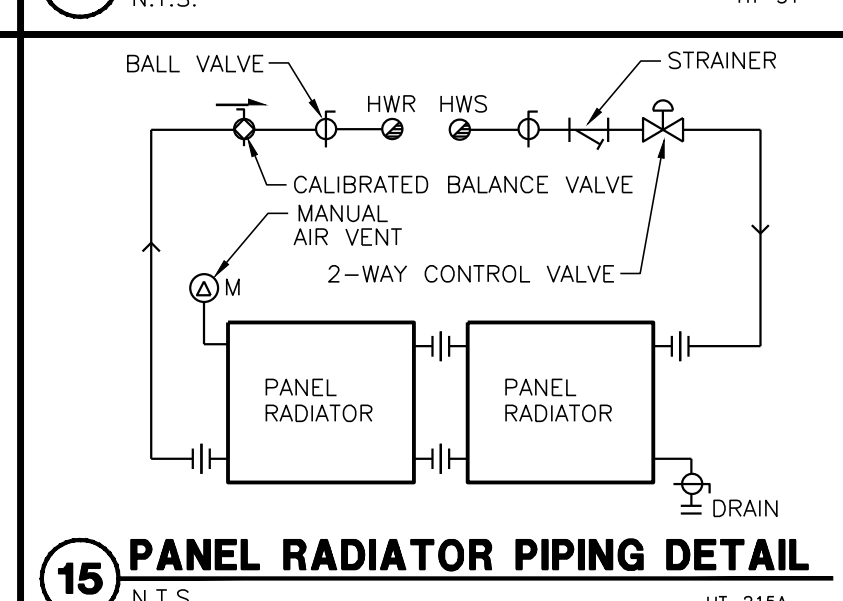 N.T.S.
BALL VALVE
STRAINER
HWR HWS
CALIBRATED BALANCE VALVE
MANUAL
AIR VENT
2-WAY CONTROL VALVE
M
PANEL
RADIATOR
PANEL
RADIATOR
DRAIN
15 PANEL RADIATOR PIPING DETAIL
N.T.S.